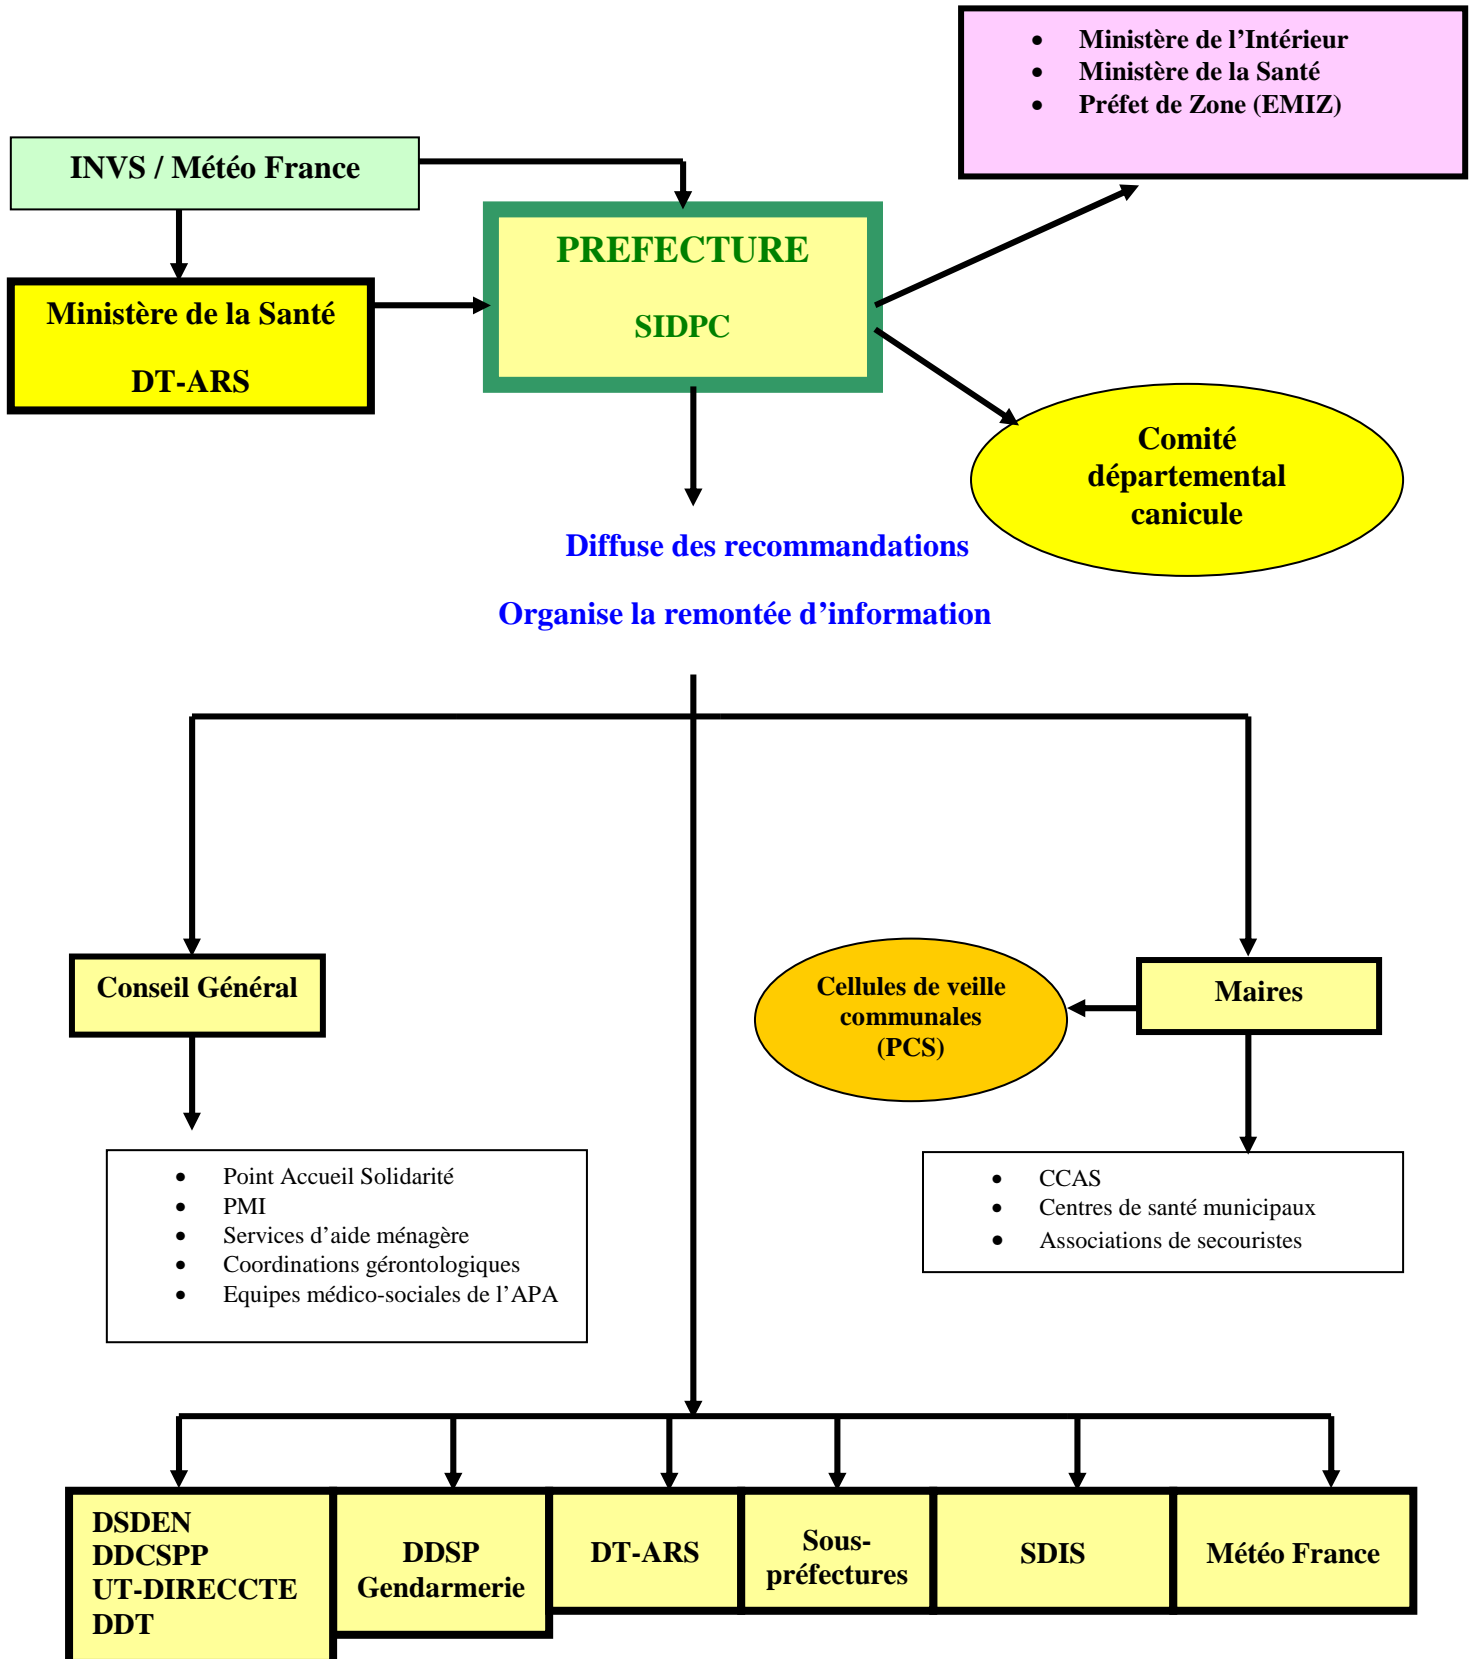 • Ministère de l’Intérieur
• Ministère de la Santé
• Préfet de Zone (EMIZ)
INVS / Météo France
PREFECTURE
SIDPC
Ministère de la Santé
DT-ARS
Comité
départemental
canicule
Diffuse des recommandations
Organise la remontée d’information
Conseil Général
Cellules de veille
communales
(PCS)
Maires
• Point Accueil Solidarité
• PMI
• Services d’aide ménagère
• Coordinations gérontologiques
• Equipes médico-sociales de l’APA
• CCAS
• Centres de santé municipaux
• Associations de secouristes
DSDEN
DDCSPP
UT-DIRECCTE
DDT
DDSP
Gendarmerie
DT-ARS
Sous-
préfectures
SDIS
Météo France